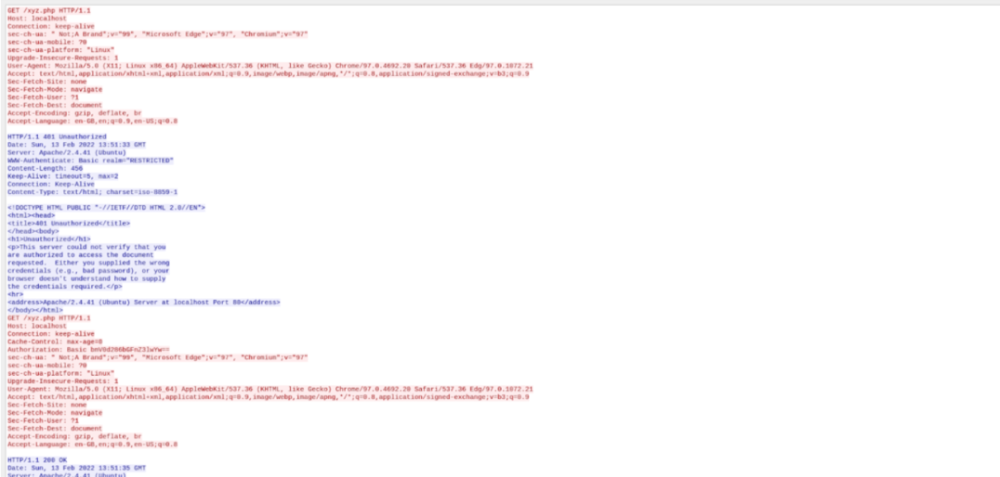 GET /xyz.php HTTP/1.1
Host: localhost
Connection: keep-alive
sec-ch-ua: " Not;A Brand";v="99", "Microsoft Edge";v="97", "Chromium";v="97"
sec-ch-ua-mobile: ?0
sec-ch-ua-platform: "Linux"
Upgrade-Insecure-Requests: 1
User-Agent: Mozilla/5.0 (X11; Linux x86_64) AppleWebKit/537.36 (KHTML, like Gecko) Chrome/97.0.4692.20 Safari/537.36 Edg/97.0.1072.21
Accept: text/html,application/xhtml+xml,application/xml;q=0.9,image/webp,image/apng,*/*;q=0.8,application/signed-exchange;v=b3;q=0.9
Sec-Fetch-Site: none
Sec-Fetch-Mode: navigate
Sec-Fetch-User: ?1
Sec-Fetch-Dest: document
Accept-Encoding: gzip, deflate, br
Accept-Language: en-GB,en;q=0.9,en-US;q=0.8
HTTP/1.1 401 Unauthorized
Date: Sun, 13 Feb 2022 13:51:33 GMT
Server: Apache/2.4.41 (Ubuntu)
WWW-Authenticate: Basic realm="RESTRICTED"
Content-Length: 456
Keep-Alive: timeout=5, max=2
Connection: Keep-Alive
Content-Type: text/html; charset=iso-8859-1
<!DOCTYPE HTML PUBLIC "-//IETF//DTD HTML 2.0//EN">
<html><head>
<title>401 Unauthorized</title>
</head><body>
<h1>Unauthorized</h1>
<p>This server could not verify that you
are authorized to access the document
requested.  Either you supplied the wrong
credentials (e.g., bad password), or your
browser doesn't understand how to supply
the credentials required.</p>
<hr>
<address>Apache/2.4.41 (Ubuntu) Server at localhost Port 80</address>
</body></html>
GET /xyz.php HTTP/1.1
Host: localhost
Connection: keep-alive
Cache-Control: max-age=0
Authorization: Basic
sec-ch-ua: " Not;A Brand";v="99", "Microsoft Edge";v="97", "Chromium";v="97"
sec-ch-ua-mobile: ?0
sec-ch-ua-platform: "Linux"
Upgrade-Insecure-Requests: 1
User-Agent: Mozilla/5.0 (X11; Linux x86_64) AppleWebKit/537.36 (KHTML, like Gecko) Chrome/97.0.4692.20 Safari/537.36 Edg/97.0.1072.21
Accept: text/html,application/xhtml+xml,application/xml;q=0.9,image/webp,image/apng,*/*;q=0.8,application/signed-exchange;v=b3;q=0.9
Sec-Fetch-Site: none
Sec-Fetch-Mode: navigate
Sec-Fetch-User: ?1
Sec-Fetch-Dest: document
Accept-Encoding: gzip, deflate, br
Accept-Language: en-GB,en;q=0.9,en-US;q=0.8
HTTP/1.1 200 OK
Date: Sun, 13 Feb 2022 13:51:35 GMT
Server: Apache/2.4.41 (Ubuntu)